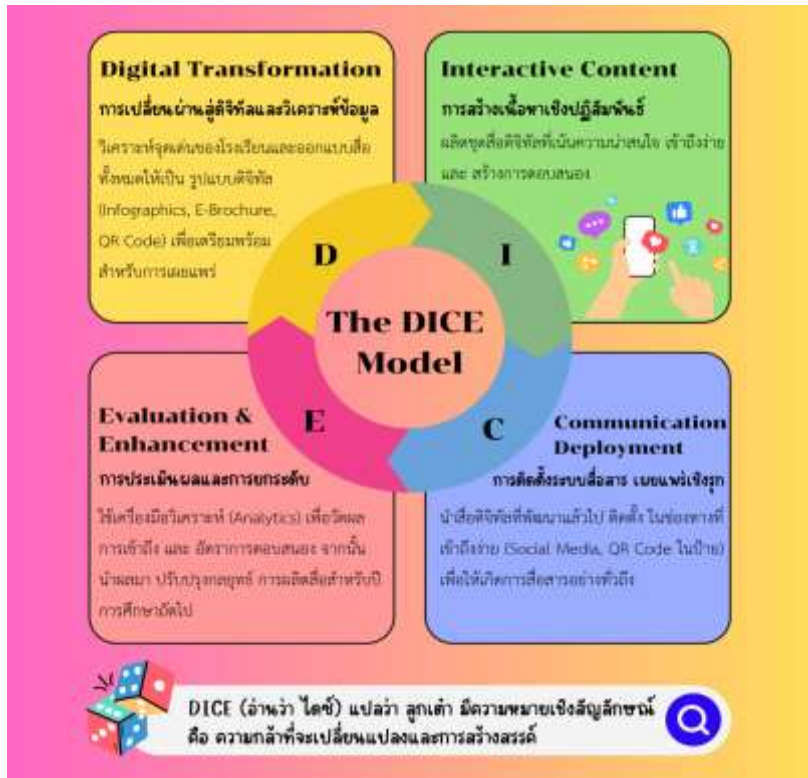 Digital Transformation
การเปลี่ยนผ่านสู่ดิจิทัลและวิเคราะห์ข้อมูล
วิเคราะห์จุดเด่นของโรงเรียนและออกแบบสื่อ
ทั้งหมดให้เป็น รูปแบบดิจิทัล
(Infographics, E-Brochure,
QR Code) เพื่อเตรียมพร้อม
สำหรับการเผยแพร่
D
Interactive Content
การสร้างเนื้อหาเชิงปฏิสัมพันธ์
ผลิตชุดสื่อดิจิทัลที่เน้นความน่าสนใจ เข้าถึงง่าย
และ สร้างการตอบสนอง
I
The DICE
Model
Evaluation &
Enhancement
การประเมินผลและการยกระดับ
ใช้เครื่องมือวิเคราะห์ (Analytics) เพื่อวัดผล
การเข้าถึง และ อัตราการตอบสนอง จากนั้น
นำผลมา ปรับปรุงกลยุทธ์ การผลิตสื่อสำหรับปี
การศึกษาถัดไป
E
C
Communication
Deployment
การติดตั้งระบบสื่อสาร เผยแพร่เชิงรุก
นำสื่อดิจิทัลที่พัฒนาแล้วไป ติดตั้ง ในช่องทางที่
เข้าถึงง่าย (Social Media, QR Code ในป้าย)
เพื่อให้เกิดการสื่อสารอย่างทั่วถึง
DICE (อ่านว่า ไดซ์) แปลว่า ลูกเต๋า มีความหมายเชิงสัญลักษณ์
คือ ความกล้าที่จะเปลี่ยนแปลงและการสร้างสรรค์